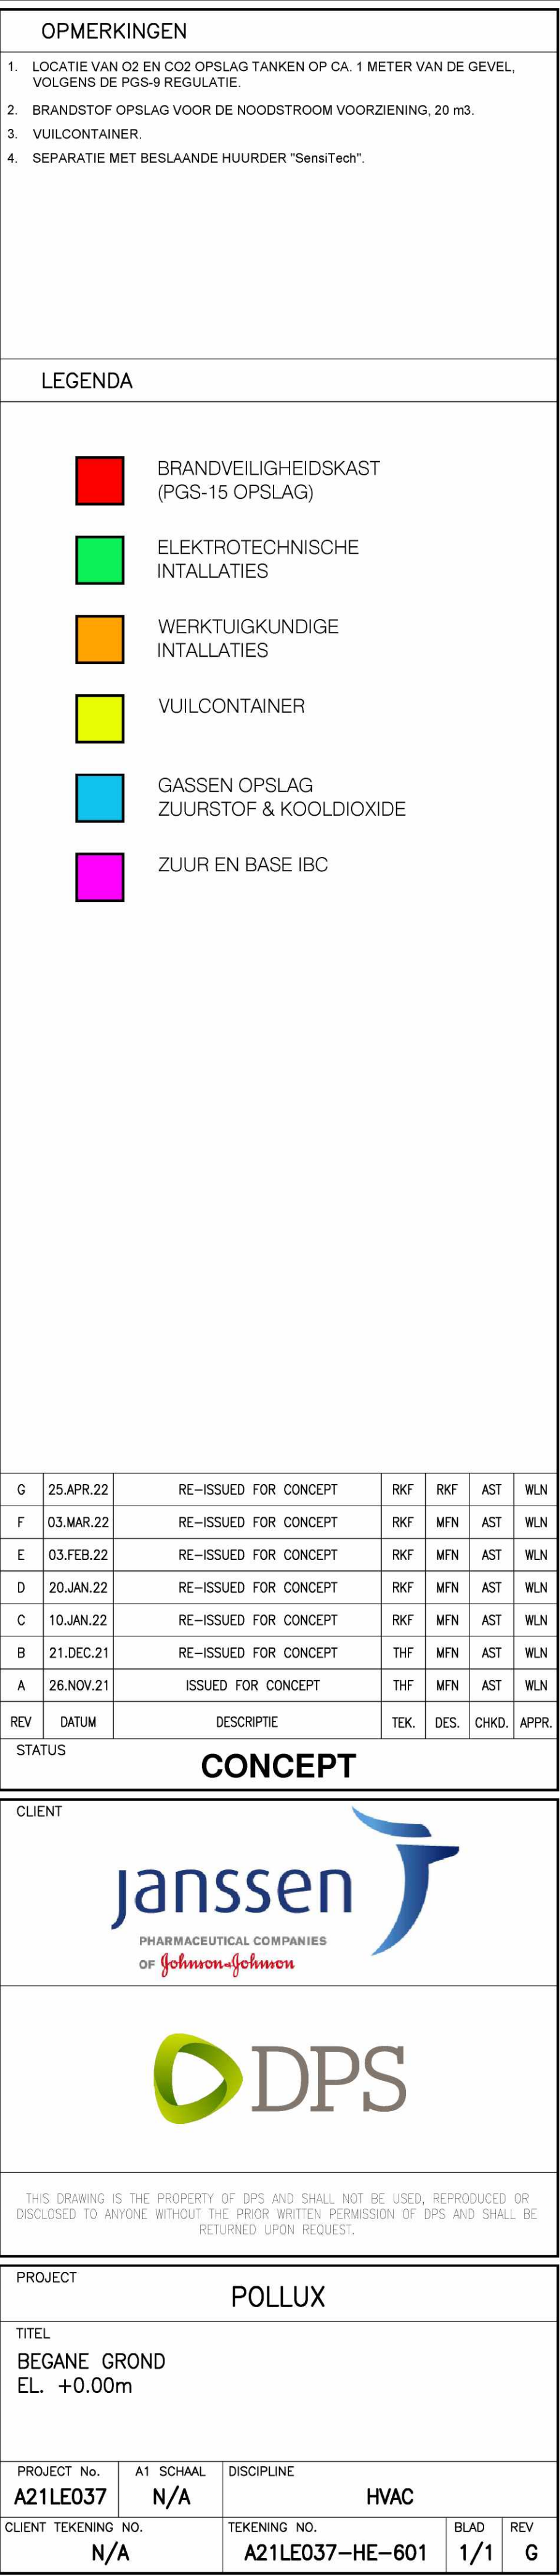 OPMERKINGEN
1. LOCATIE VAN O2 EN CO2 OPSLAG TANKEN OP CA. 1 METER VAN DE GEVEL,
VOLGENS DE PGS-9 REGULATIE.
2. BRANDSTOF OPSLAG VOOR DE NOODSTROOM VOORZIENING, 20 m3.
3. VUILCONTAINER.
4. SEPARATIE MET BESLAANDE HUURDER "SensiTech".
LEGENDA
BRANDVEILIGHEIDSKAST
(PGS-15 OPSLAG)
ELEKTROTECHNISCHE
INTALLATIES
WERKTUIGKUNDIGE
INTALLATIES
VUILCONTAINER
GASSEN OPSLAG
ZUURSTOF & KOOLDIOXIDE
ZUUR EN BASE IBC
G 25.APR.22 RE-ISSUED FOR CONCEPT RKF RKF AST WLN
F 03.MAR.22 RE-ISSUED FOR CONCEPT RKF MFN AST WLN
E 03.FEB.22 RE-ISSUED FOR CONCEPT RKF MFN AST WLN
D 20.JAN.22 RE-ISSUED FOR CONCEPT RKF MFN AST WLN
C 10.JAN.22 RE-ISSUED FOR CONCEPT RKF MFN AST WLN
B 21.DEC.21 RE-ISSUED FOR CONCEPT THF MFN AST WLN
A 26.NOV.21 ISSUED FOR CONCEPT THF MFN AST WLN
REV DATUM DESCRIPTIE TEK. DES. CHKD. APPR.
STATUS
CONCEPT
CLIENT
janssen
PHARMACEUTICAL COMPANIES
OF Johnson & Johnson
DPS
THIS DRAWING IS THE PROPERTY OF DPS AND SHALL NOT BE USED, REPRODUCED OR
DISCLOSED TO ANYONE WITHOUT THE PRIOR WRITTEN PERMISSION OF DPS AND SHALL BE
RETURNED UPON REQUEST.
PROJECT
POLLUX
TITEL
BEGANE GROND
EL. +0.00m
PROJECT No. A1 SCHAAL DISCIPLINE
A21LE037 N/A HVAC
CLIENT TEKENING NO. TEKENING NO. BLAD REV
N/A A21LE037-HE-601 1/1 G